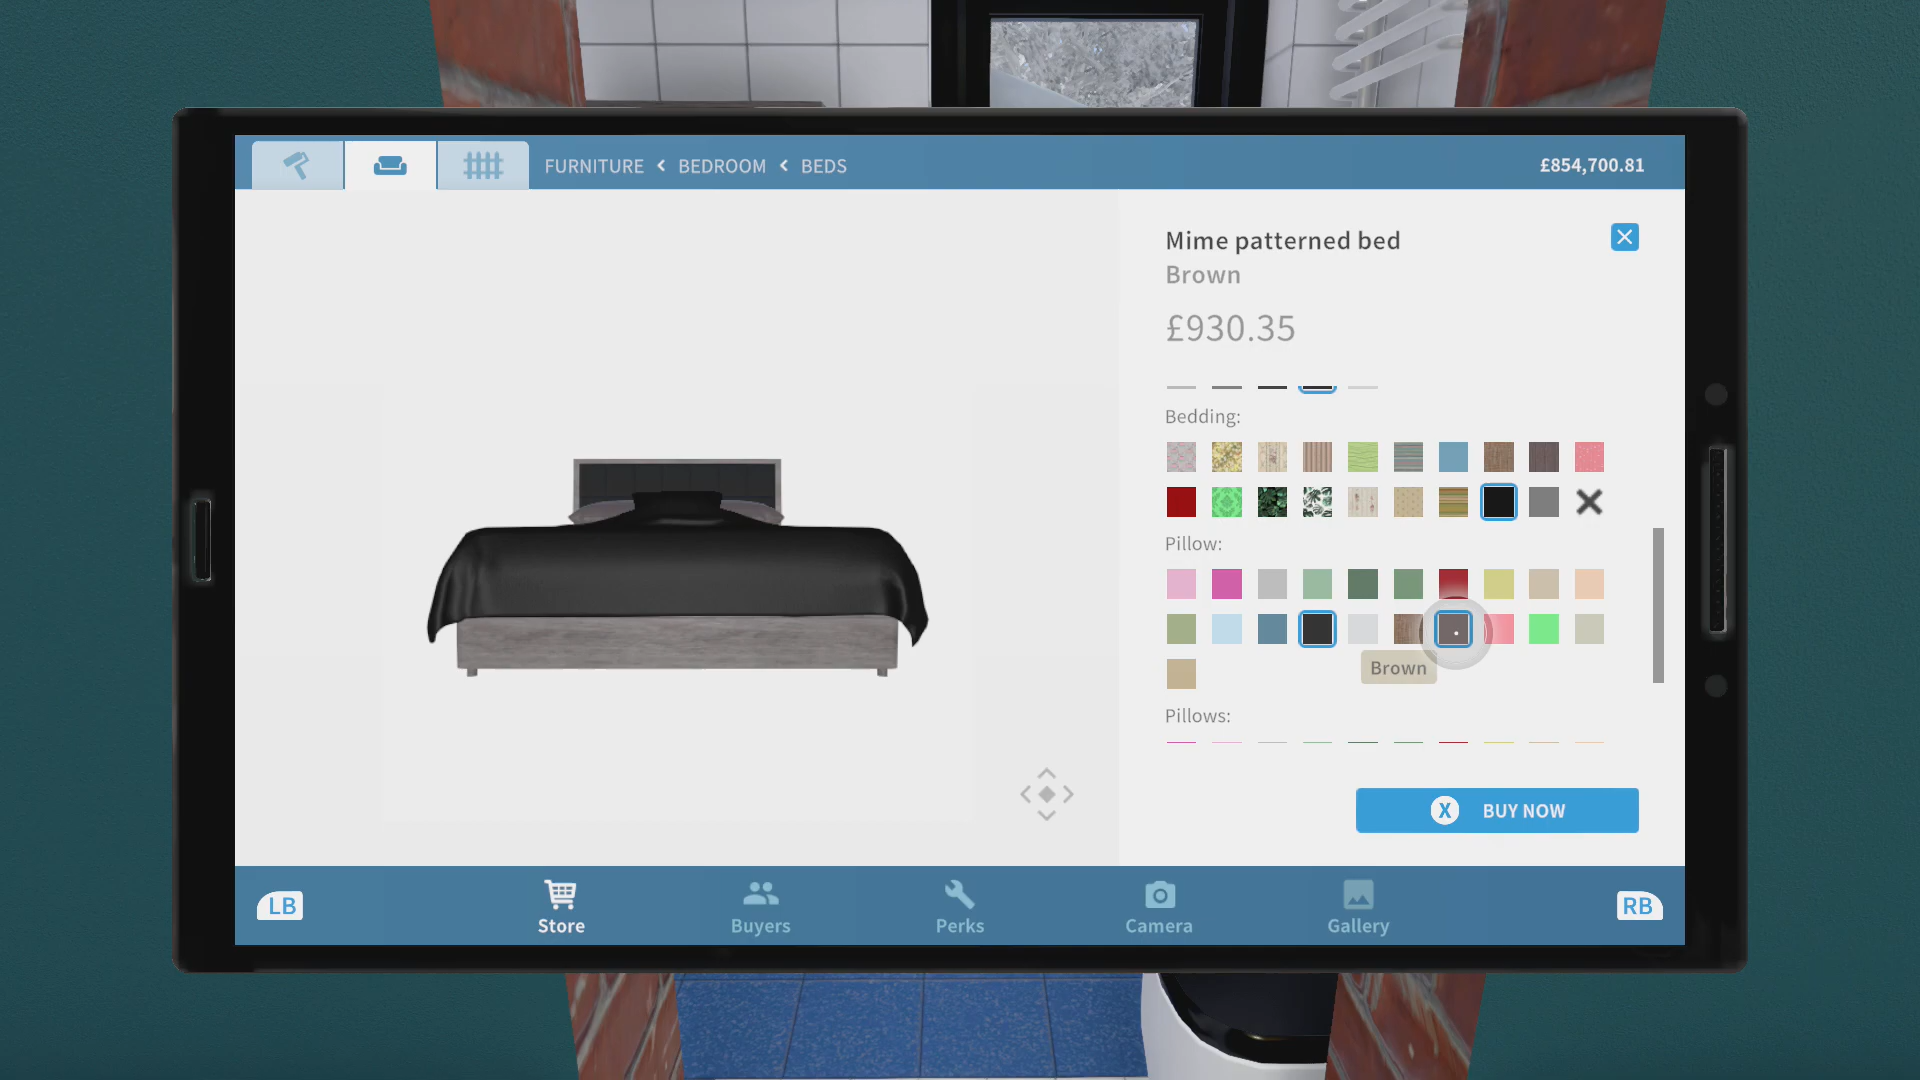 FURNITURE < BEDROOM < BEDS
£854,700.81
Mime patterned bed
Brown
£930.35
Bedding:
Pillow:
Brown
Pillows:
X BUY NOW
LB
Store
Buyers
Perks
Camera
Gallery
RB